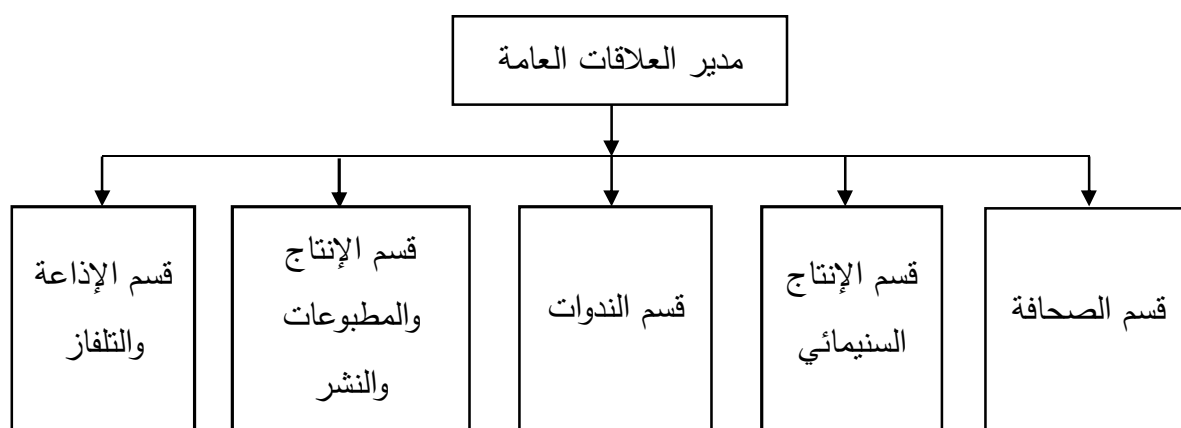 مدير العلاقات العامة
قسم الصحافة
قسم الإنتاج
السنيمائي
قسم الندوات
قسم الإنتاج
والمطبوعات
والنشر
قسم الإذاعة
والتلفاز